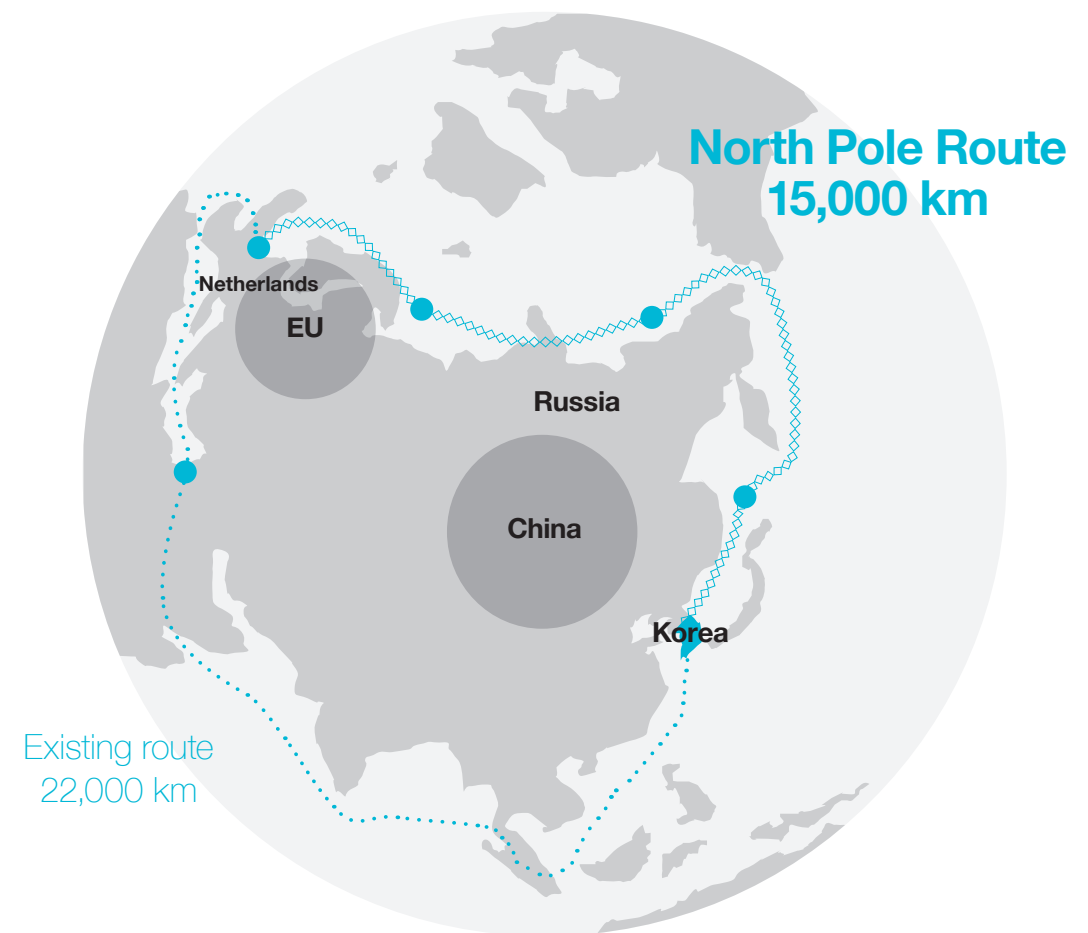 North Pole Route
15,000 km
Netherlands
EU
Russia
China
Korea
Existing route
22,000 km